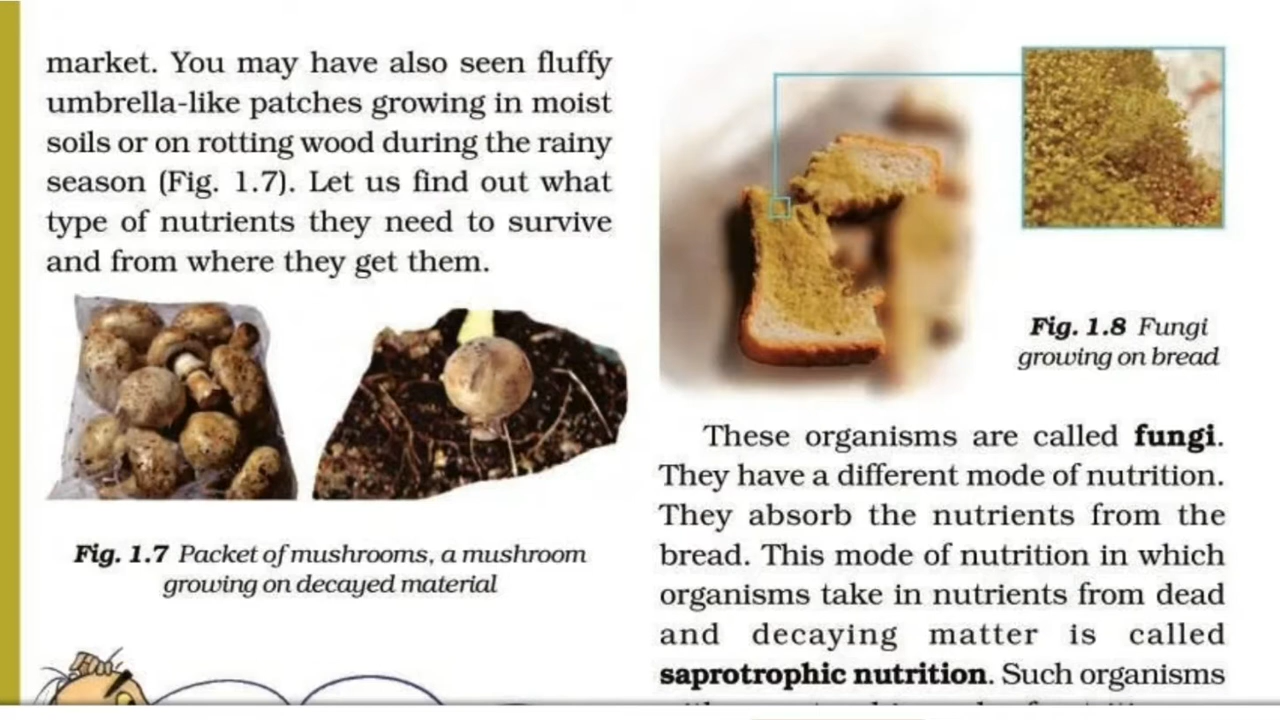 market. You may have also seen fluffy
umbrella-like patches growing in moist
soils or on rotting wood during the rainy
season (Fig. 1.7). Let us find out what
type of nutrients they need to survive
and from where they get them.
Fig. 1.7 Packet of mushrooms, a mushroom
growing on decayed material
Fig. 1.8 Fungi
growing on bread
These organisms are called fungi.
They have a different mode of nutrition.
They absorb the nutrients from the
bread. This mode of nutrition in which
organisms take in nutrients from dead
and decaying matter is called
saprotrophic nutrition. Such organisms